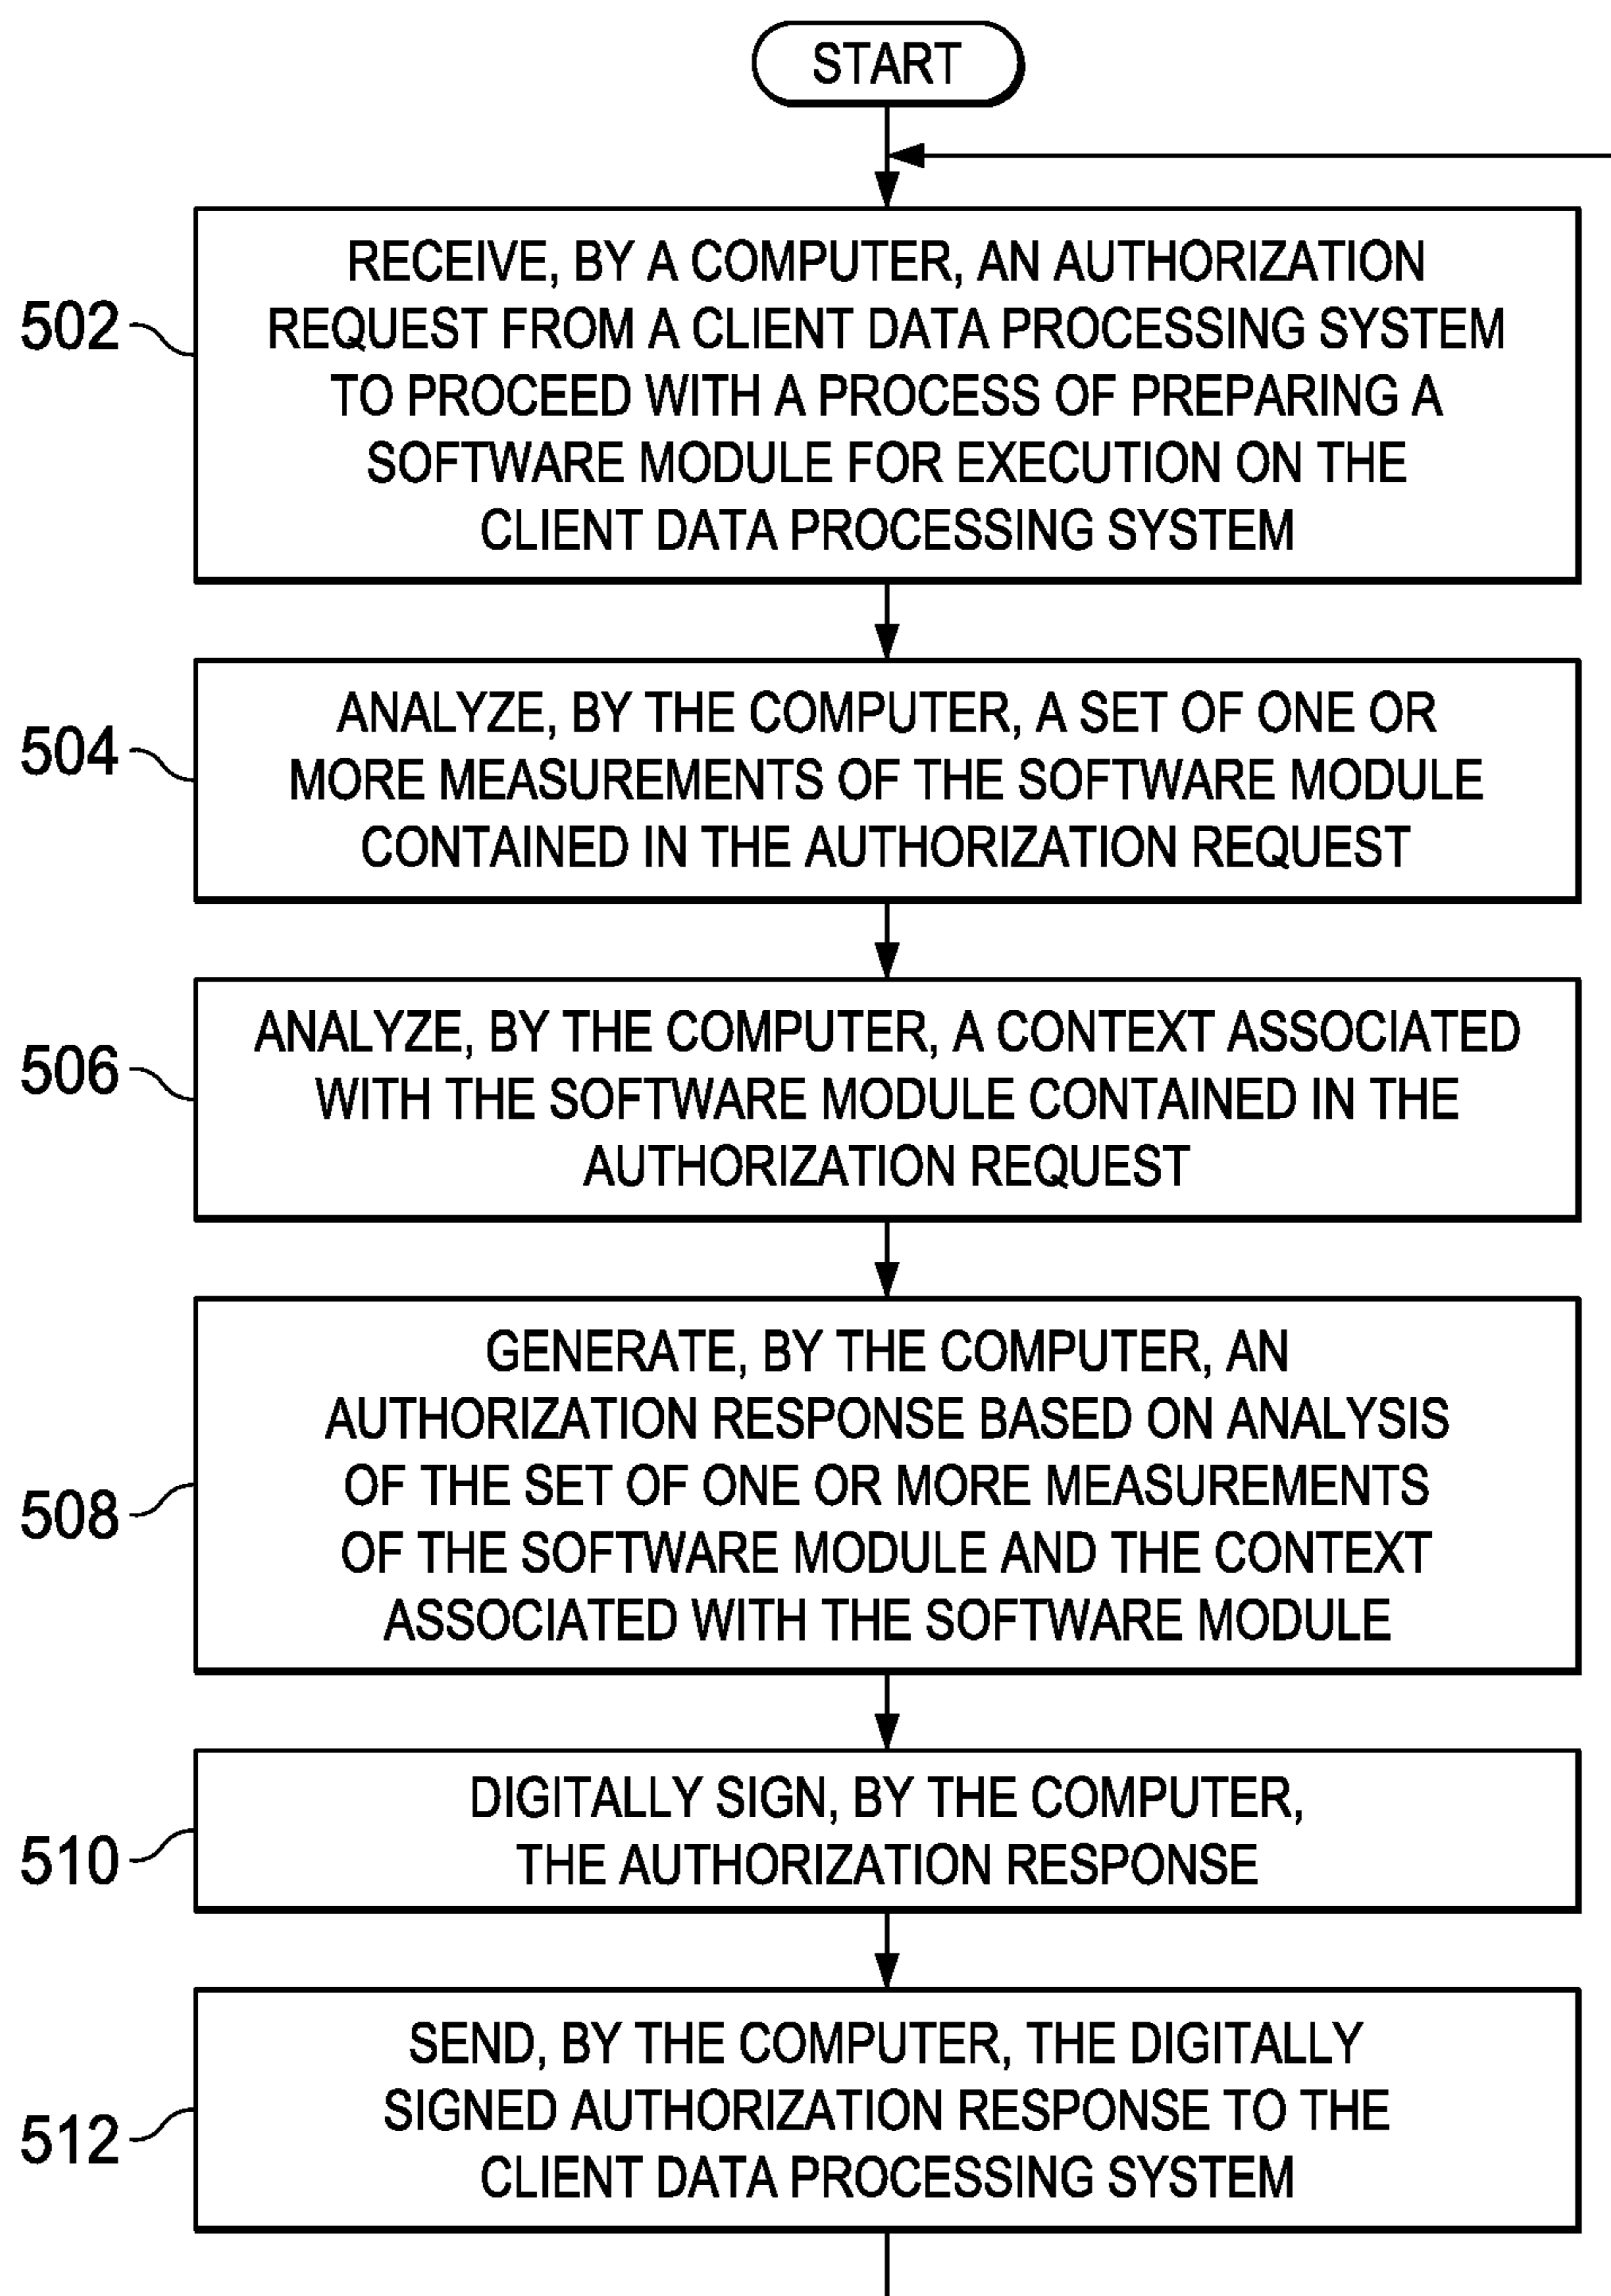 START
RECEIVE, BY A COMPUTER, AN AUTHORIZATION
REQUEST FROM A CLIENT DATA PROCESSING SYSTEM
TO PROCEED WITH A PROCESS OF PREPARING A
SOFTWARE MODULE FOR EXECUTION ON THE
CLIENT DATA PROCESSING SYSTEM
502
ANALYZE, BY THE COMPUTER, A SET OF ONE OR
MORE MEASUREMENTS OF THE SOFTWARE MODULE
CONTAINED IN THE AUTHORIZATION REQUEST
504
ANALYZE, BY THE COMPUTER, A CONTEXT ASSOCIATED
WITH THE SOFTWARE MODULE CONTAINED IN THE
AUTHORIZATION REQUEST
506
GENERATE, BY THE COMPUTER, AN
AUTHORIZATION RESPONSE BASED ON ANALYSIS
OF THE SET OF ONE OR MORE MEASUREMENTS
OF THE SOFTWARE MODULE AND THE CONTEXT
ASSOCIATED WITH THE SOFTWARE MODULE
508
DIGITALLY SIGN, BY THE COMPUTER,
THE AUTHORIZATION RESPONSE
510
SEND, BY THE COMPUTER, THE DIGITALLY
SIGNED AUTHORIZATION RESPONSE TO THE
CLIENT DATA PROCESSING SYSTEM
512